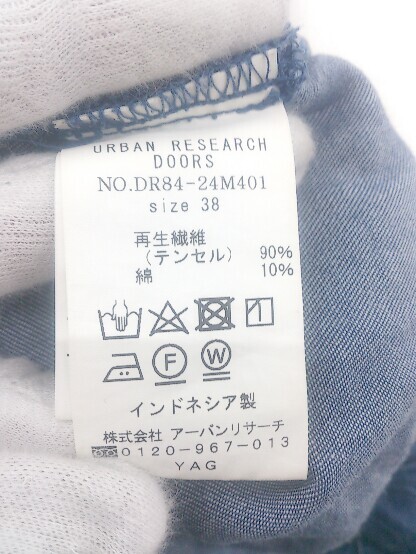 URBAN RESEARCH
DOORS
NO.DR84-24M401
size 38
再生繊維
（テンセル） 90%
綿 10%
F W
インドネシア製
株式会社 アーバンリサーチ
0120-967-013
YAG